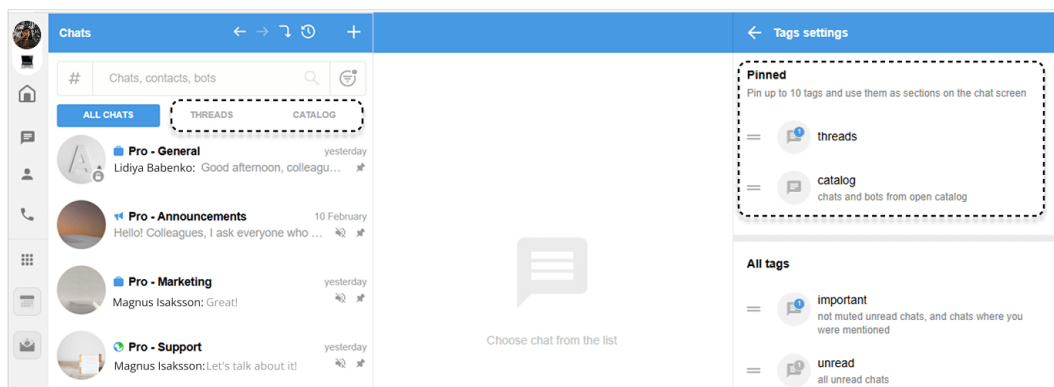 Chats
Tags settings
#
Chats, contacts, bots
ALL CHATS
THREADS
CATALOG
Pro - General
yesterday
Lidiya Babenko: Good afternoon, colleagu...
Pro - Announcements
10 February
Hello! Colleagues, I ask everyone who ...
Pro - Marketing
yesterday
Magnus Isaksson: Great!
Pro - Support
yesterday
Magnus Isaksson:Let's talk about it!
Choose chat from the list
Pinned
Pin up to 10 tags and use them as sections on the chat screen
1
threads
catalog
chats and bots from open catalog
All tags
1
important
not muted unread chats, and chats where you
were mentioned
unread
all unread chats